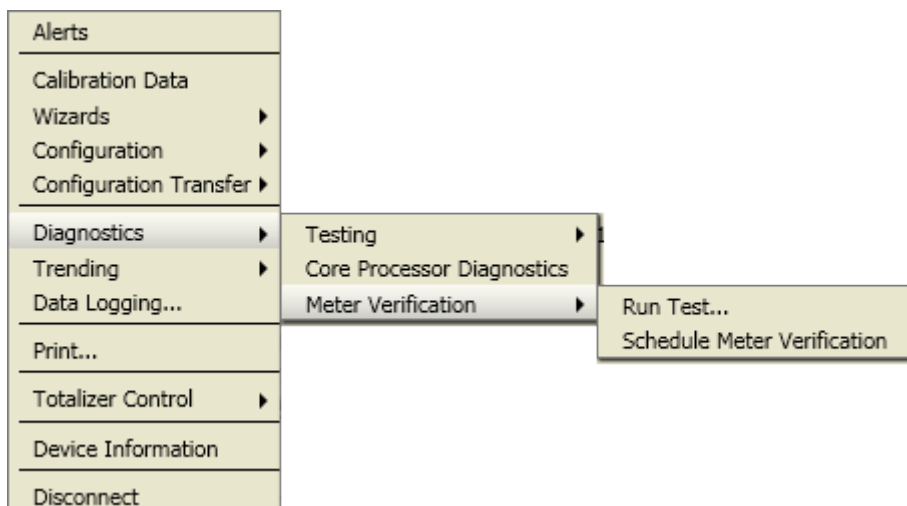 Alerts
Calibration Data
Wizards
Configuration
Configuration Transfer
Diagnostics
Trending
Data Logging...
Print...
Totalizer Control
Device Information
Disconnect
Testing
Core Processor Diagnostics
Meter Verification
Run Test...
Schedule Meter Verification